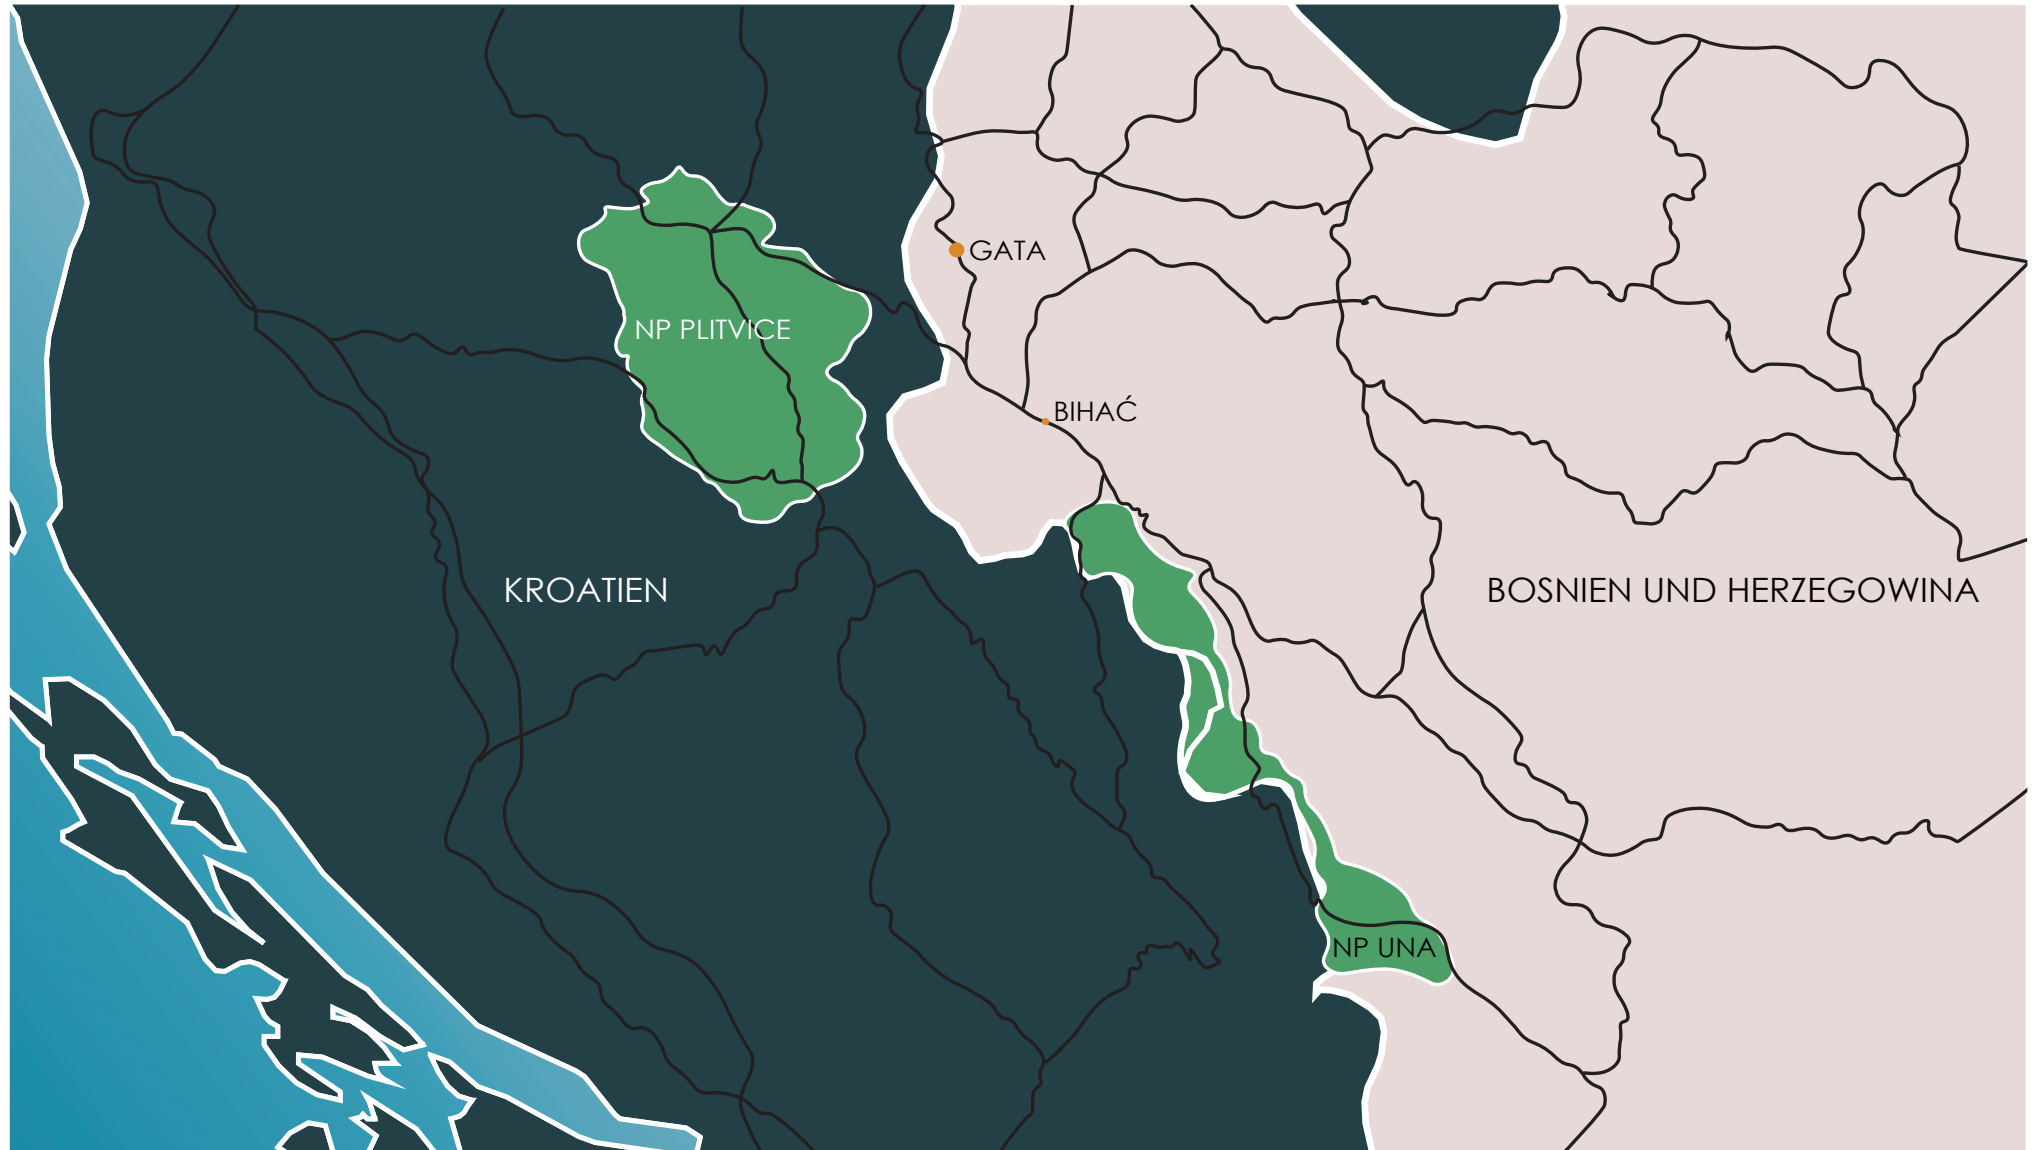 GATA
NP PLITVICE
BIHAĆ
KROATIEN
BOSNIEN UND HERZEGOWINA
NP UNA